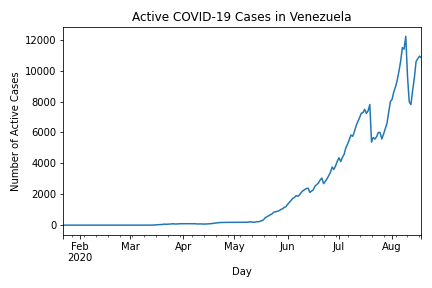 Active COVID-19 Cases in Venezuela
12000
10000
8000
6000
4000
2000
0
Number of Active Cases
Feb
2020
Mar
Apr
May
Jun
Jul
Aug
Day